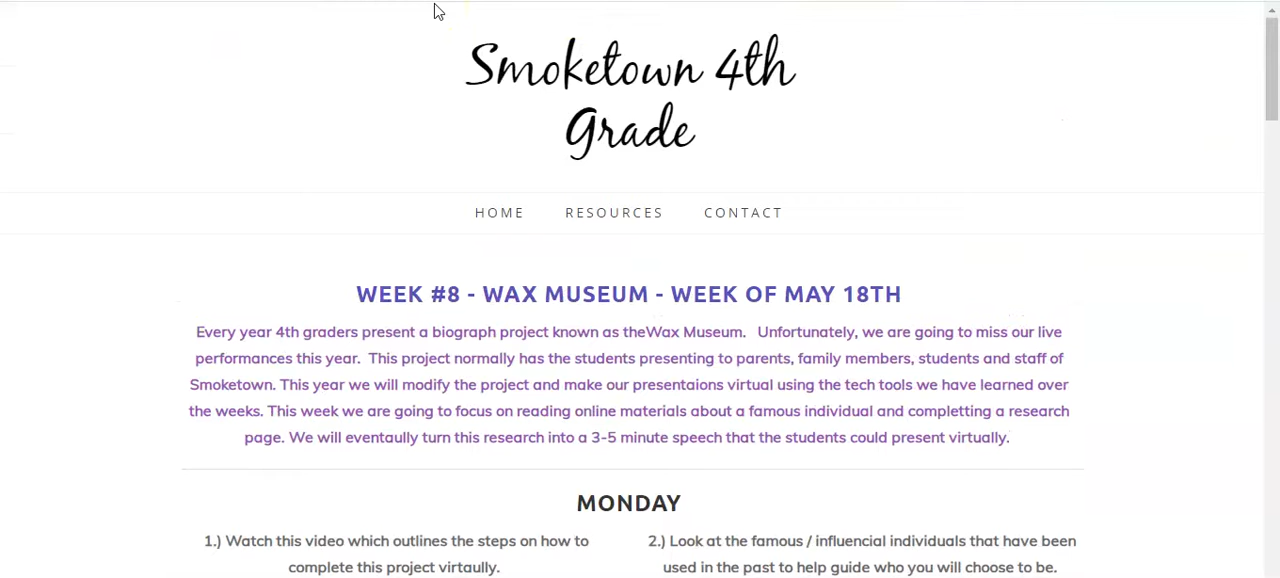 Smoketown 4th
Grade
HOME RESOURCES CONTACT
WEEK #8 - WAX MUSEUM - WEEK OF MAY 18TH
Every year 4th graders present a biograph project known as theWax Museum. Unfortunately, we are going to miss our live
performances this year. This project normally has the students presenting to parents, family members, students and staff of
Smoketown. This year we will modify the project and make our presentaions virtual using the tech tools we have learned over
the weeks. This week we are going to focus on reading online materials about a famous individual and completting a research
page. We will eventaully turn this research into a 3-5 minute speech that the students could present virtually.
MONDAY
1.) Watch this video which outlines the steps on how to
complete this project virtaully.
2.) Look at the famous / influencial individuals that have been
used in the past to help guide who you will choose to be.